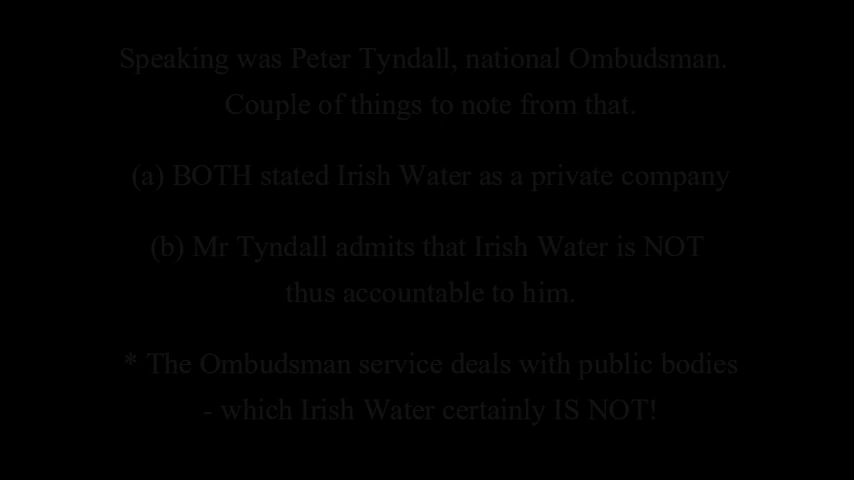 Speaking was Peter Tyndall, national Ombudsman.
Couple of things to note from that.
(a) BOTH stated Irish Water as a private company
(b) Mr Tyndall admits that Irish Water is NOT
thus accountable to him.
* The Ombudsman service deals with public bodies
- which Irish Water certainly IS NOT!